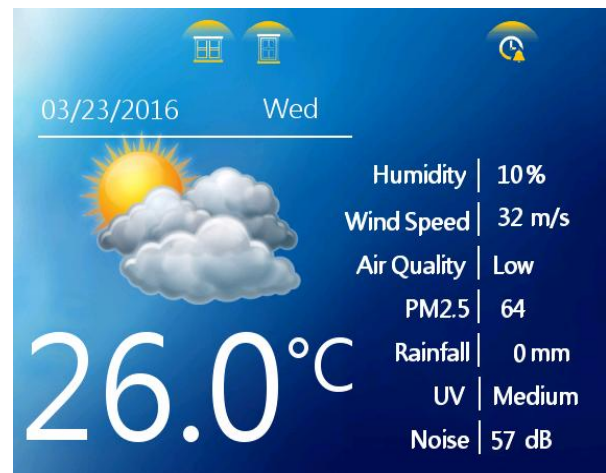 03/23/2016 Wed
Humidity 10%
Wind Speed 32 m/s
Air Quality Low
PM2.5 64
Rainfall 0 mm
UV Medium
Noise 57 dB
26.0°C